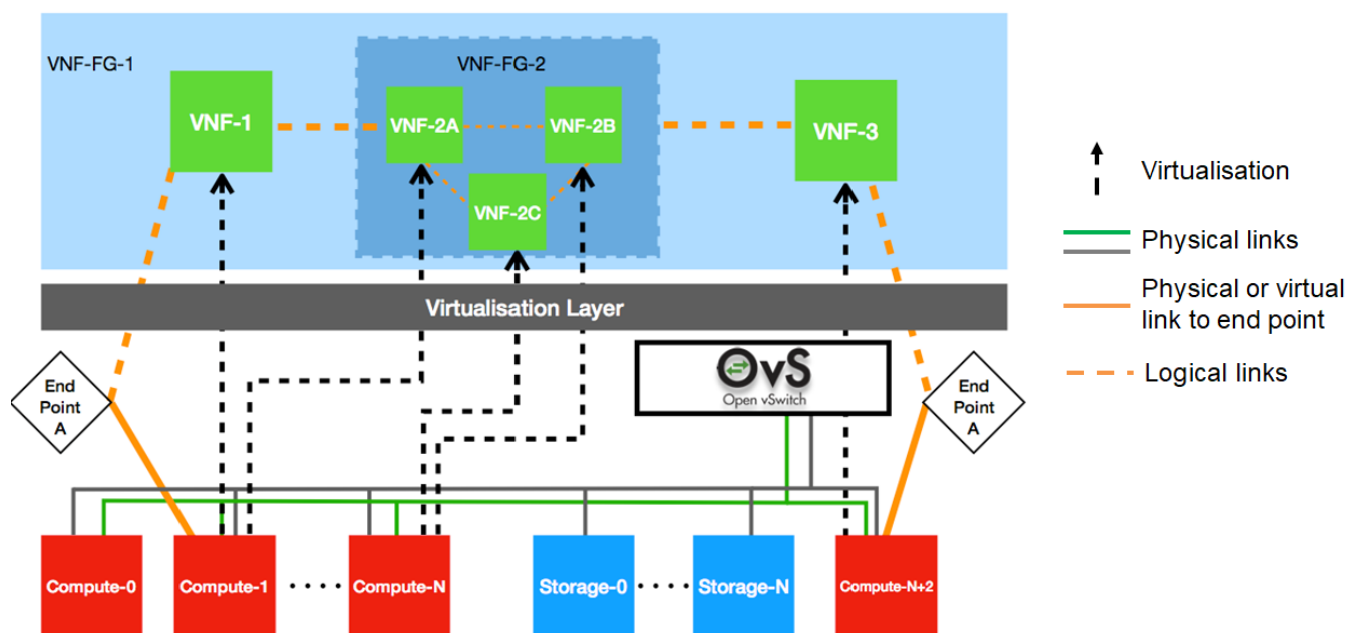 VNF-FG-1
VNF-FG-2
VNF-1
VNF-2A
VNF-2B
VNF-3
VNF-2C
Virtualisation
Physical links
Physical or virtual
link to end point
Logical links
Virtualisation Layer
OvS
Open vSwitch
End
Point
A
End
Point
A
Compute-0
Compute-1
Compute-N
Storage-0
Storage-N
Compute-N+2